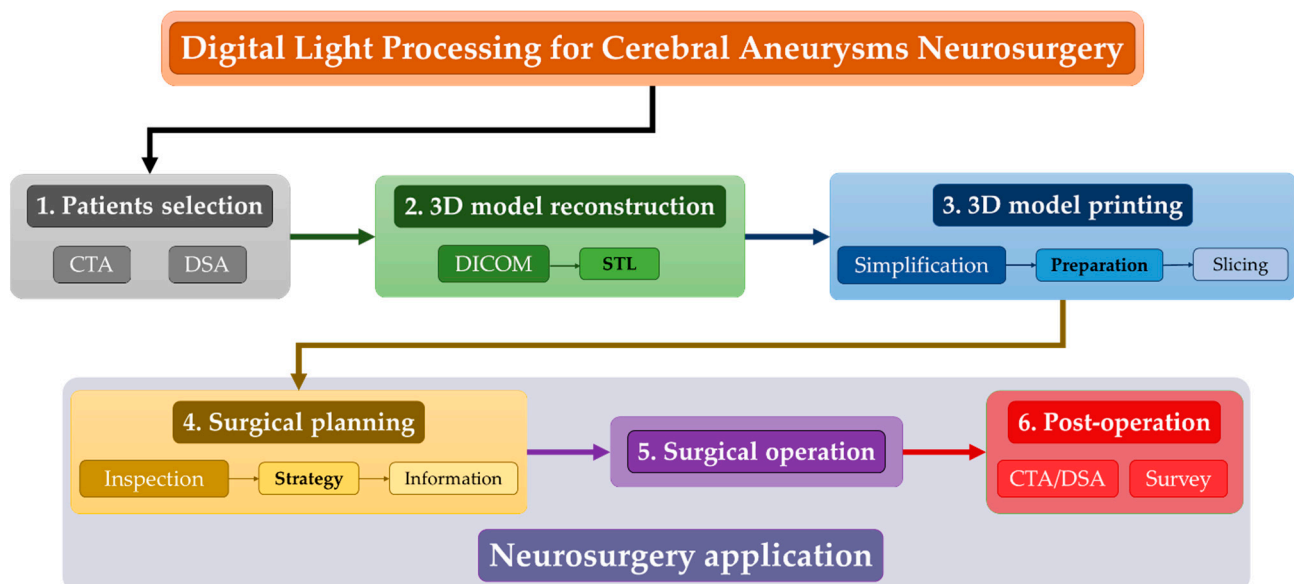 Digital Light Processing for Cerebral Aneurysms Neurosurgery
1. Patients selection
CTA
DSA
2. 3D model reconstruction
DICOM
STL
3. 3D model printing
Simplification
Preparation
Slicing
4. Surgical planning
Inspection
Strategy
Information
5. Surgical operation
6. Post-operation
CTA/DSA
Survey
Neurosurgery application